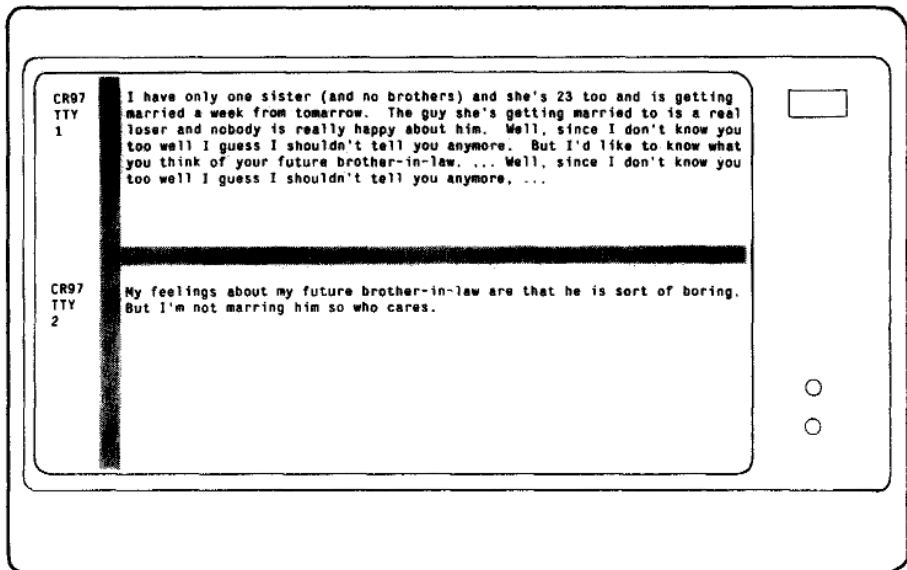 CR97
TTY
1
I have only one sister (and no brothers) and she's 23 too and is getting
married a week from tomarrow. The guy she's getting married to is a real
loser and nobody is really happy about him. Well, since I don't know you
too well I guess I shouldn't tell you anymore. But I'd like to know what
you think of your future brother-in-law. ... Well, since I don't know you
too well I guess I shouldn't tell you anymore, ...
CR97
TTY
2
My feelings about my future brother-in-law are that he is sort of boring.
But I'm not marring him so who cares.